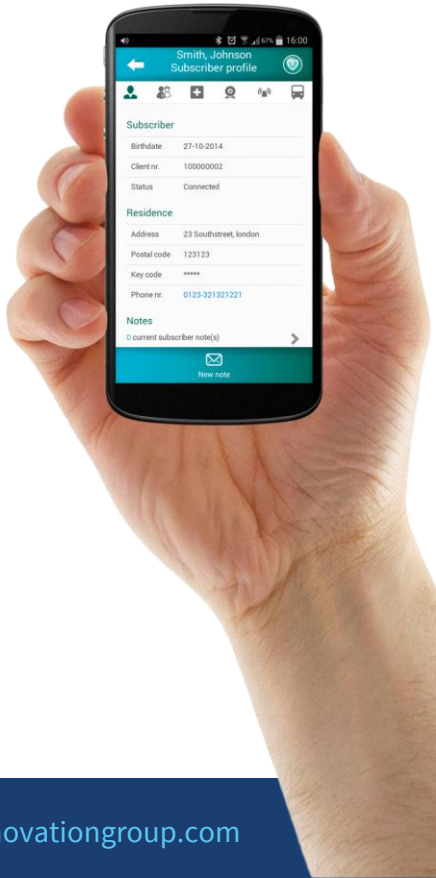 67% 16:00
Smith, Johnson
Subscriber profile
Subscriber
Birthdate 27-10-2014
Client nr. 100000002
Status Connected
Residence
Address 23 Southstreet, london
Postal code 123123
Key code *****
Phone nr. 0123-321321221
Notes
0 current subscriber note(s)
New note
novationgroup.com